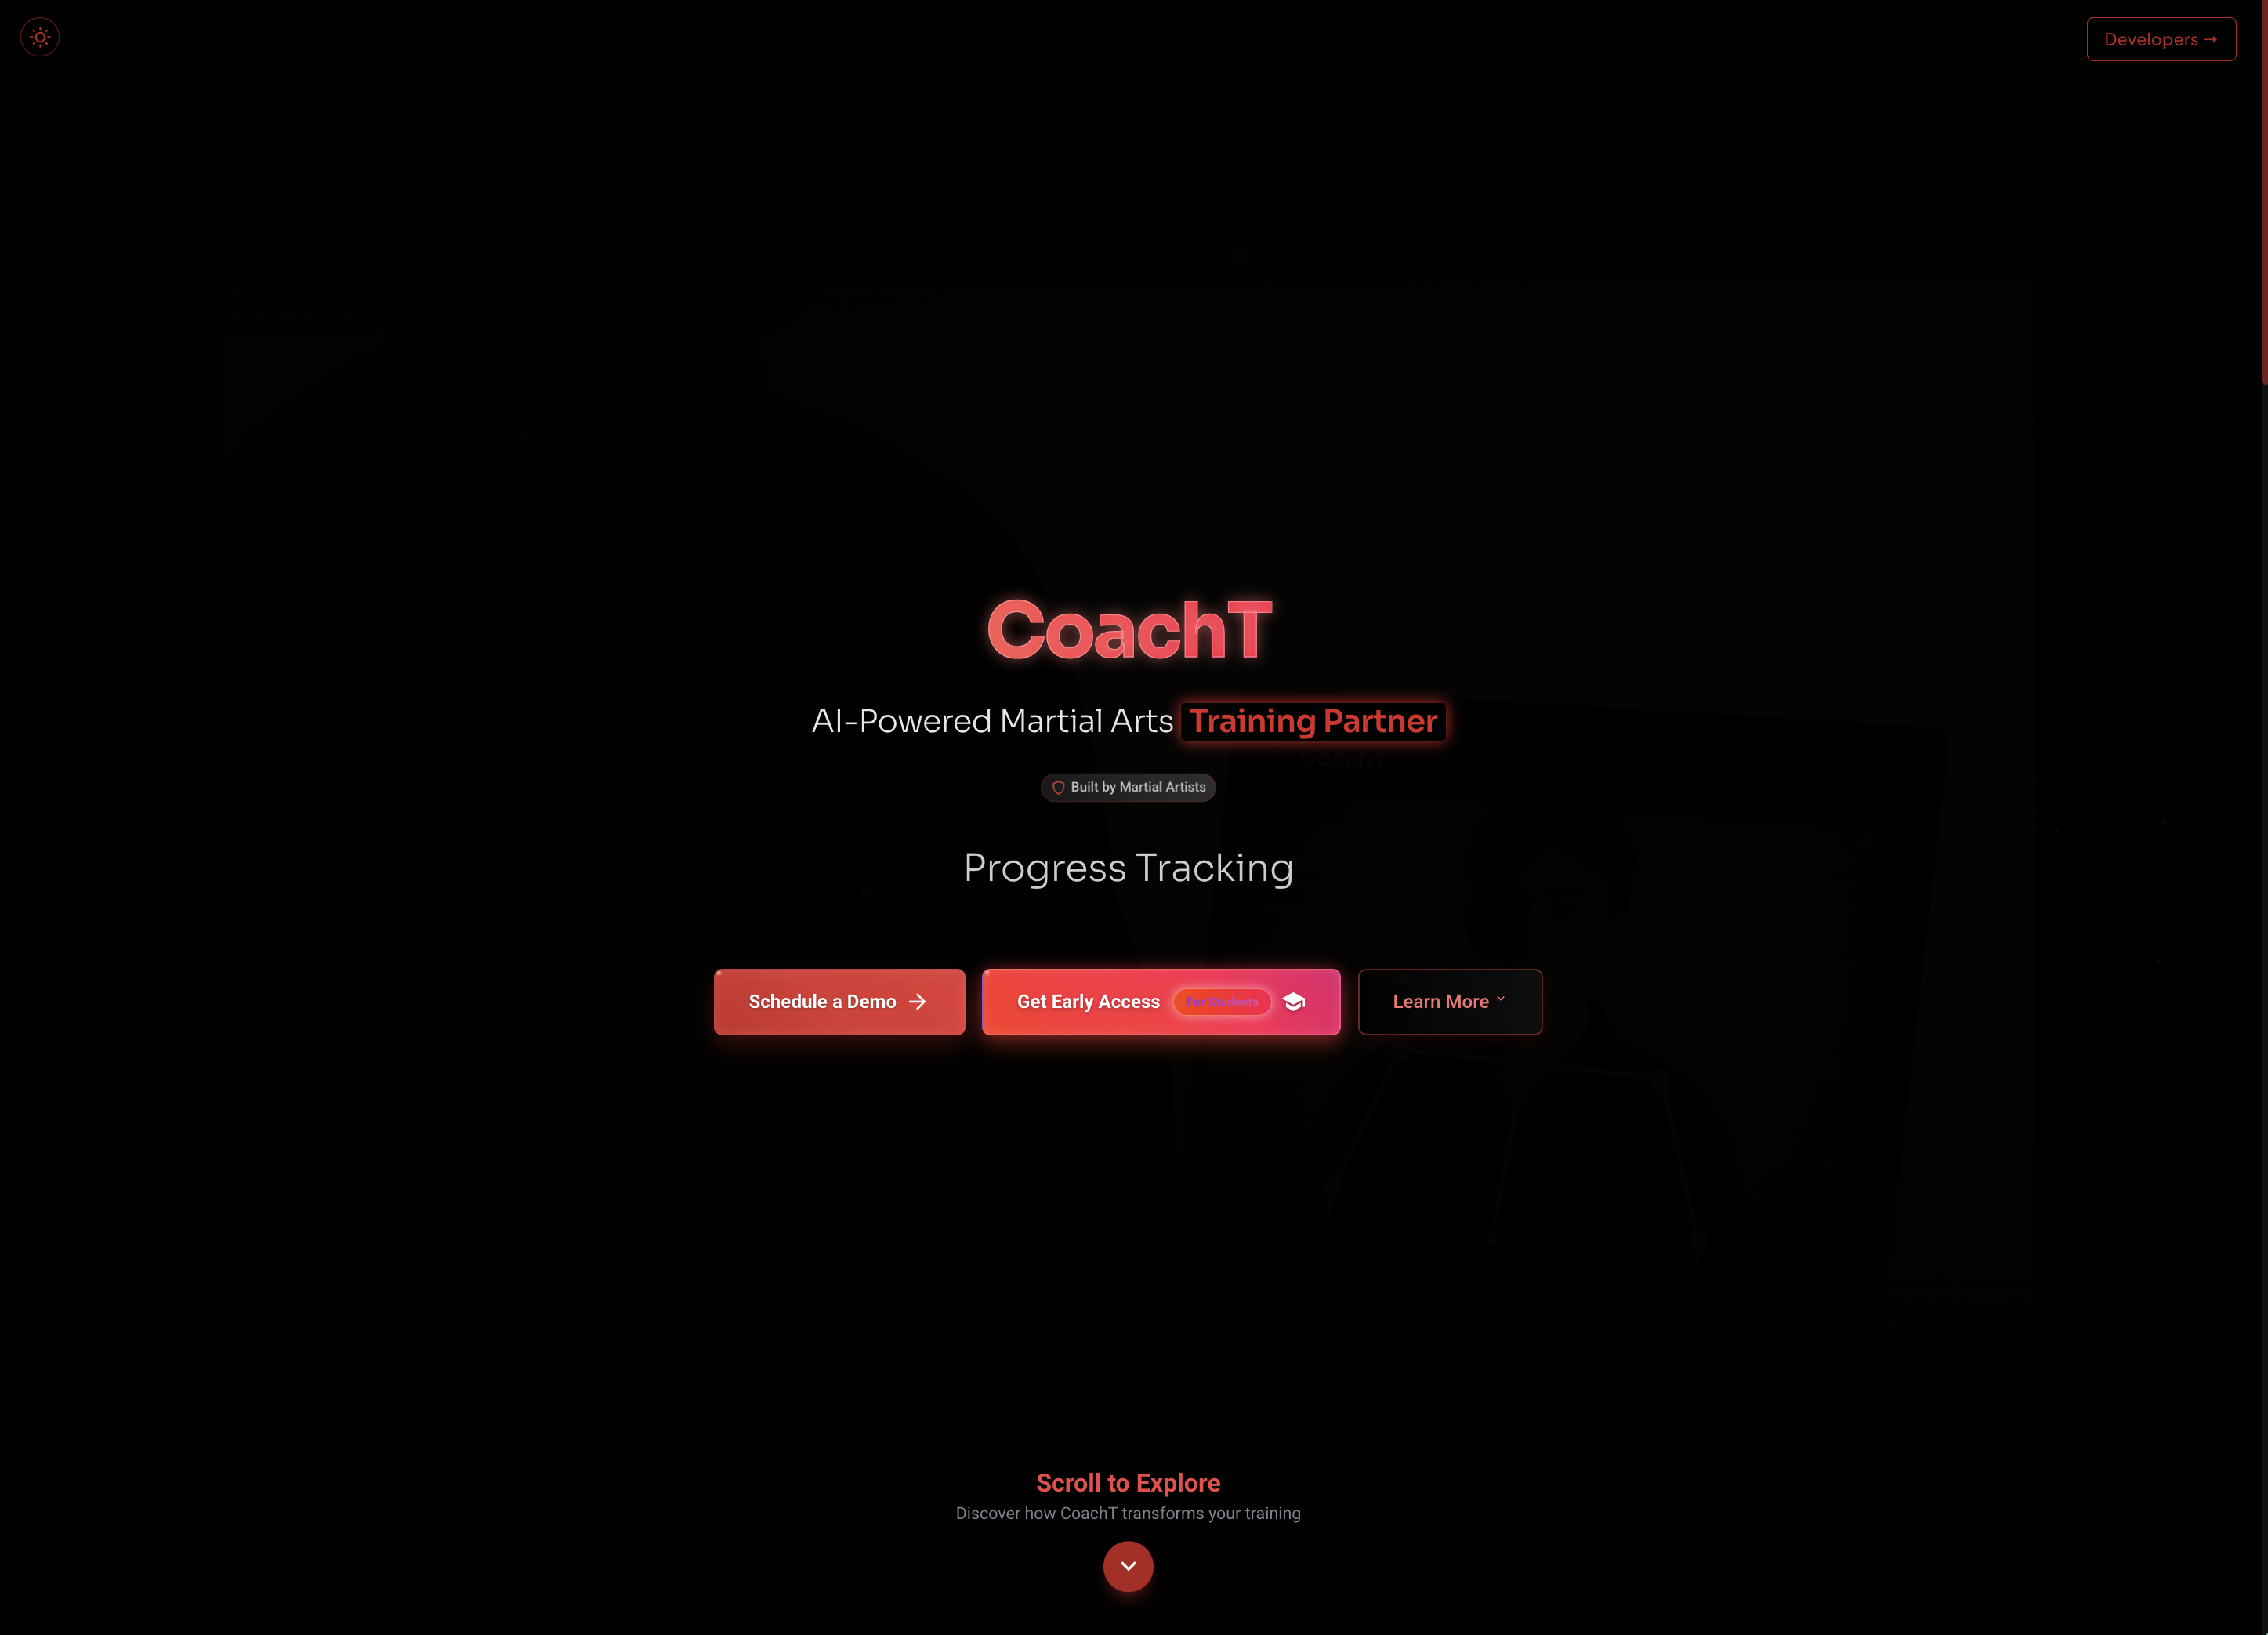 Developers →
CoachT
AI-Powered Martial Arts Training Partner
CoachT
Built by Martial Artists
Progress Tracking
Schedule a Demo →
Get Early Access For Students
Learn More
Scroll to Explore
Discover how CoachT transforms your training